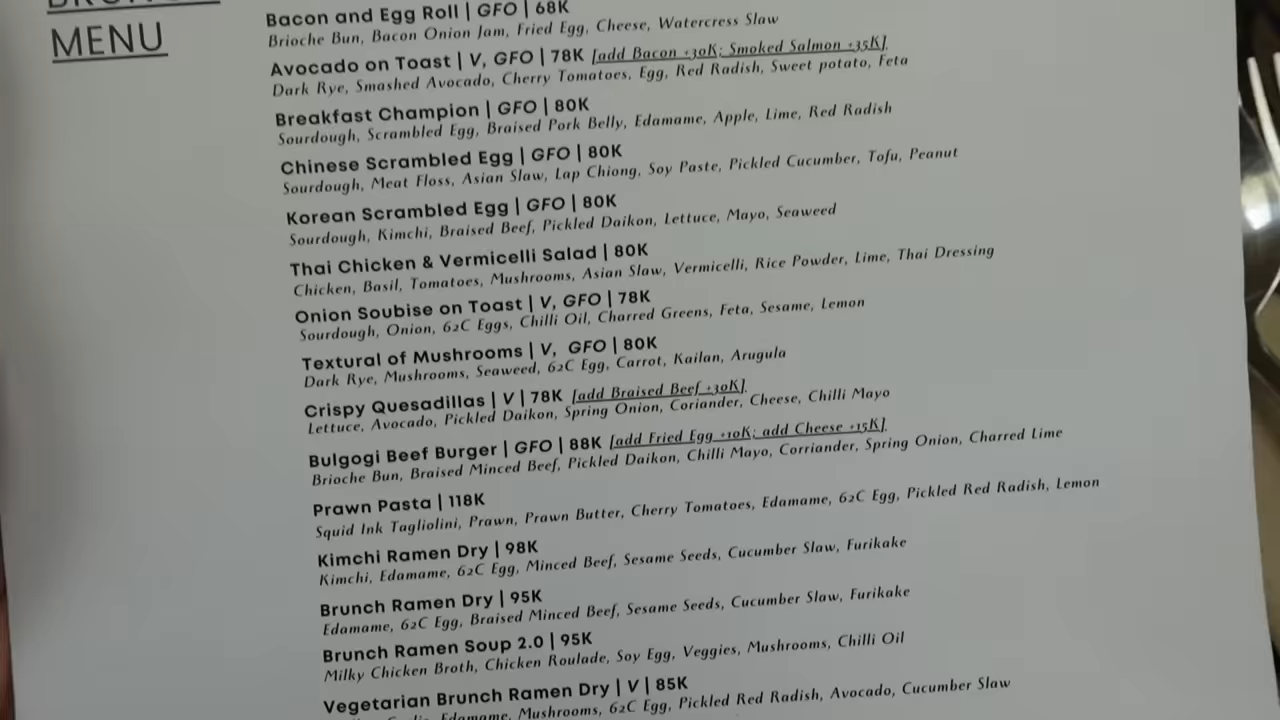 MENU
Bacon and Egg Roll | GFO | 68K
Brioche Bun, Bacon Onion Jam, Fried Egg, Cheese, Watercress Slaw
Avocado on Toast | V, GFO | 78K [add Bacon +30K; Smoked Salmon +35K]
Dark Rye, Smashed Avocado, Cherry Tomatoes, Egg, Red Radish, Sweet potato, Feta
Breakfast Champion | GFO | 80K
Sourdough, Scrambled Egg, Braised Pork Belly, Edamame, Apple, Lime, Red Radish
Chinese Scrambled Egg | GFO | 80K
Sourdough, Meat Floss, Asian Slaw, Lap Chiong, Soy Paste, Pickled Cucumber, Tofu, Peanut
Korean Scrambled Egg | GFO | 80K
Sourdough, Kimchi, Braised Beef, Pickled Daikon, Lettuce, Mayo, Seaweed
Thai Chicken & Vermicelli Salad | 80K
Chicken, Basil, Tomatoes, Mushrooms, Asian Slaw, Vermicelli, Rice Powder, Lime, Thai Dressing
Onion Soubise on Toast | V, GFO | 78K
Sourdough, Onion, 62C Eggs, Chilli Oil, Charred Greens, Feta, Sesame, Lemon
Textural of Mushrooms | V, GFO | 80K
Dark Rye, Mushrooms, Seaweed, 62C Egg, Carrot, Kailan, Arugula
Crispy Quesadillas | V | 78K [add Braised Beef +30K]
Lettuce, Avocado, Pickled Daikon, Spring Onion, Coriander, Cheese, Chilli Mayo
Bulgogi Beef Burger | GFO | 88K [add Fried Egg +10K; add Cheese +15K]
Brioche Bun, Braised Minced Beef, Pickled Daikon, Chilli Mayo, Corriander, Spring Onion, Charred Lime
Prawn Pasta | 118K
Squid Ink Tagliolini, Prawn, Prawn Butter, Cherry Tomatoes, Edamame, 62C Egg, Pickled Red Radish, Lemon
Kimchi Ramen Dry | 98K
Kimchi, Edamame, 62C Egg, Minced Beef, Sesame Seeds, Cucumber Slaw, Furikake
Brunch Ramen Dry | 95K
Edamame, 62C Egg, Braised Minced Beef, Sesame Seeds, Cucumber Slaw, Furikake
Brunch Ramen Soup 2.0 | 95K
Milky Chicken Broth, Chicken Roulade, Soy Egg, Veggies, Mushrooms, Chilli Oil
Vegetarian Brunch Ramen Dry | V | 85K
Edamame, Mushrooms, 62C Egg, Pickled Red Radish, Avocado, Cucumber Slaw